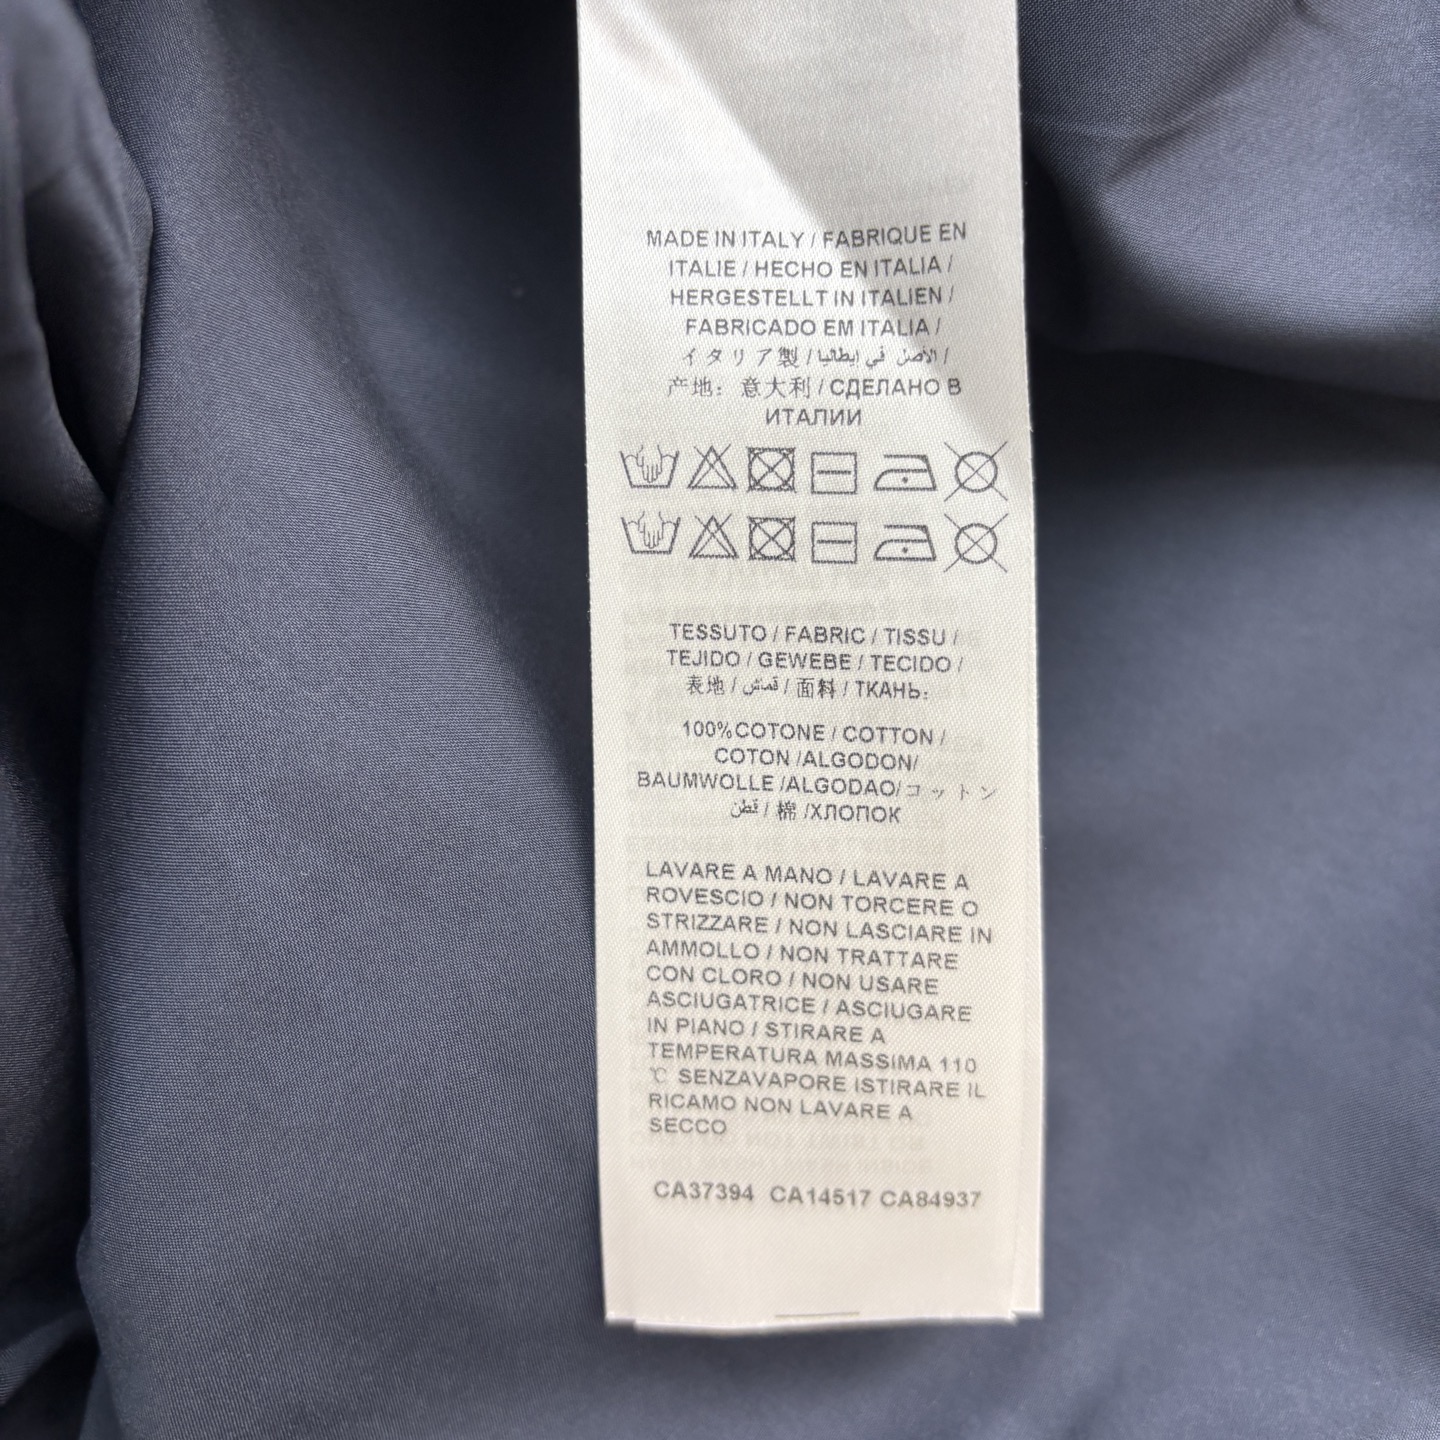 MADE IN ITALY / FABRIQUE EN
ITALIE / HECHO EN ITALIA /
HERGESTELLT IN ITALIEN /
FABRICADO EM ITALIA /
イタリア製 / الأصل في إيطاليا /
产地：意大利 / СДЕЛАНО В
ИТАЛИИ
TESSUTO / FABRIC / TISSU /
TEJIDO / GEWEBE / TECIDO /
表地 / قماش / 面料 / ТКАНЬ:
100%COTONE / COTTON /
COTON /ALGODON/
BAUMWOLLE /ALGODAO/コットン
قطن / 棉 /ХЛОПОК
LAVARE A MANO / LAVARE A
ROVESCIO / NON TORCERE O
STRIZZARE / NON LASCIARE IN
AMMOLLO / NON TRATTARE
CON CLORO / NON USARE
ASCIUGATRICE / ASCIUGARE
IN PIANO / STIRARE A
TEMPERATURA MASSIMA 110
℃ SENZAVAPORE ISTIRARE IL
RICAMO NON LAVARE A
SECCO
CA37394 CA14517 CA84937